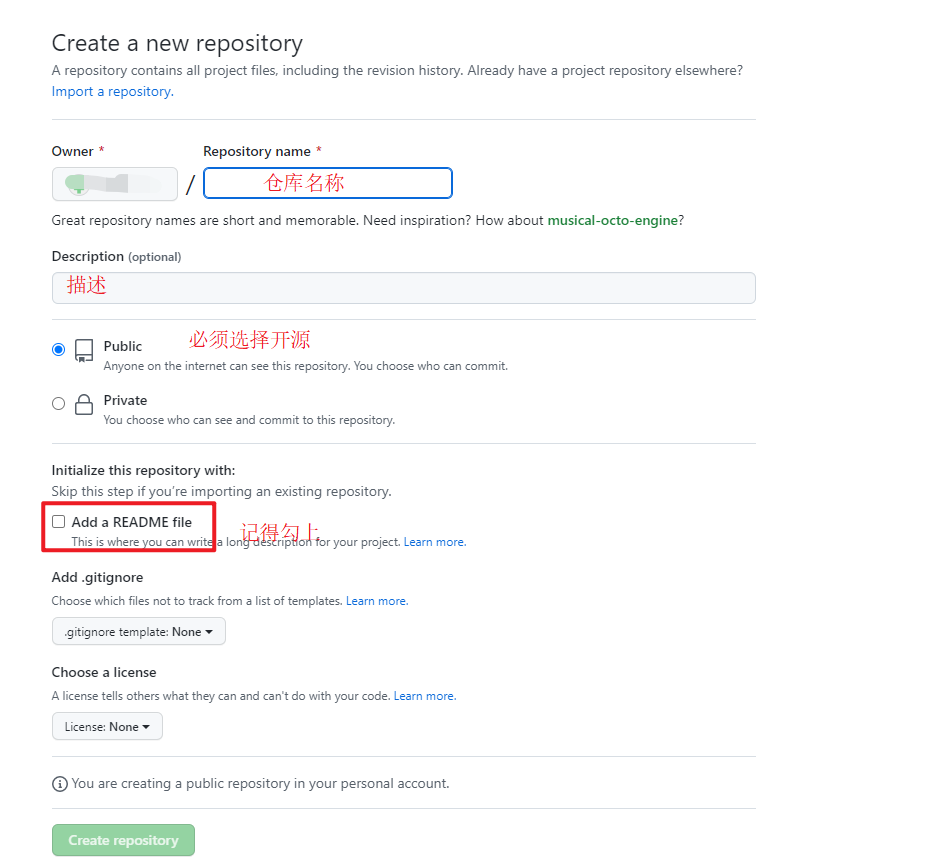 Create a new repository
A repository contains all project files, including the revision history. Already have a project repository elsewhere?
Import a repository.
Owner *
Repository name *
/
仓库名称
Great repository names are short and memorable. Need inspiration? How about musical-octo-engine?
Description (optional)
描述
Public
必须选择开源
Anyone on the internet can see this repository. You choose who can commit.
Private
You choose who can see and commit to this repository.
Initialize this repository with:
Skip this step if you're importing an existing repository.
Add a README file
记得勾上
This is where you can write a long description for your project. Learn more.
Add .gitignore
Choose which files not to track from a list of templates. Learn more.
.gitignore template: None
Choose a license
A license tells others what they can and can't do with your code. Learn more.
License: None
You are creating a public repository in your personal account.
Create repository